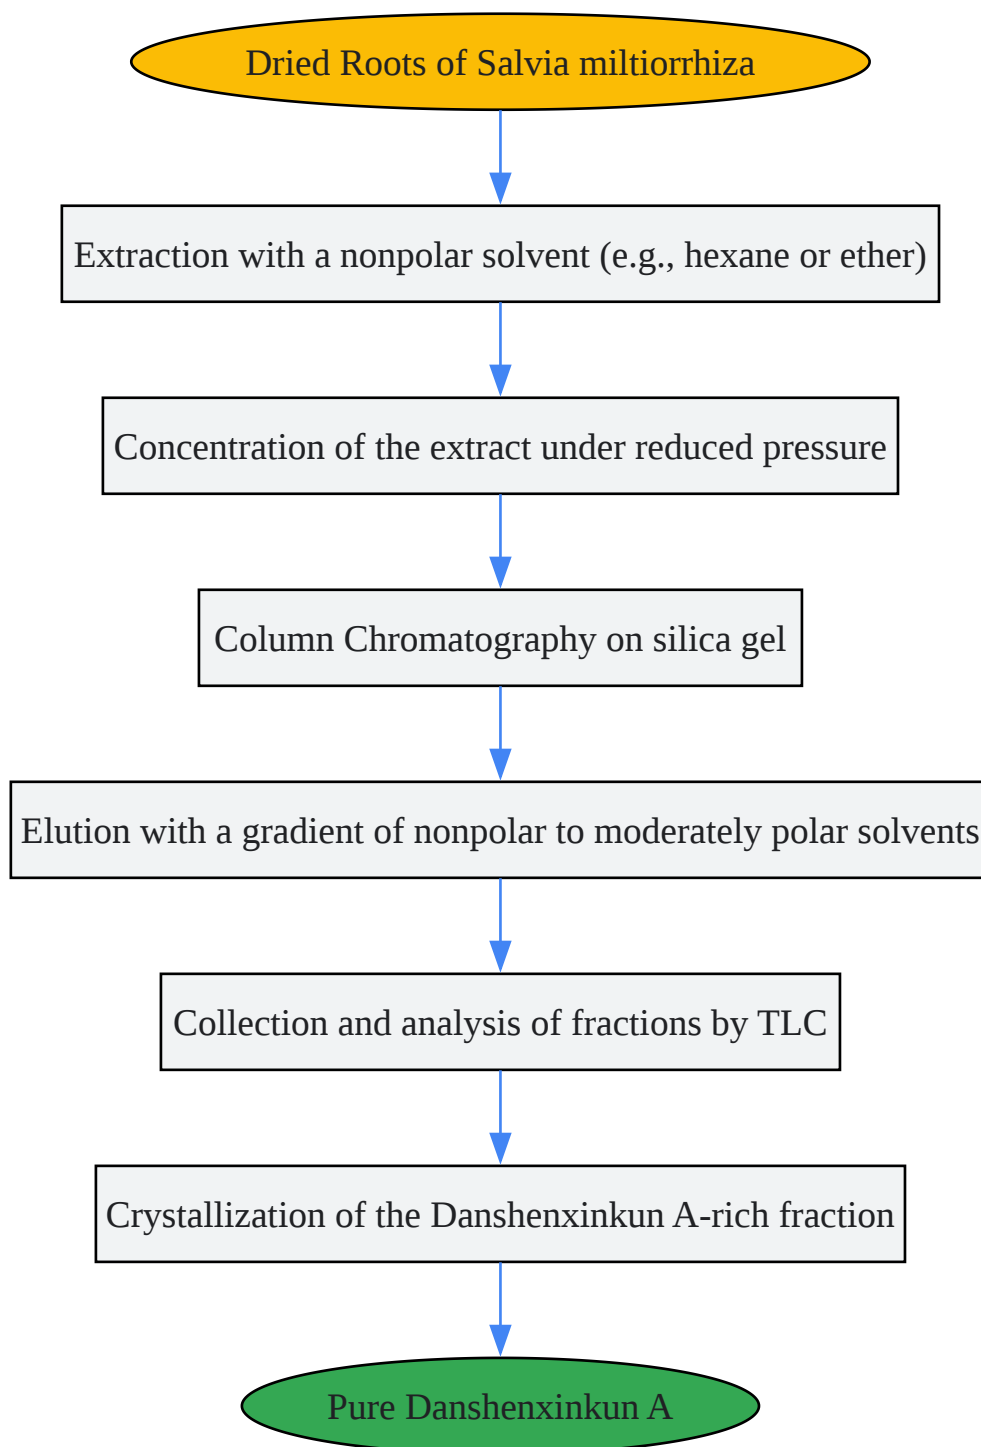 Dried Roots of Salvia miltiorrhiza
Extraction with a nonpolar solvent (e.g., hexane or ether)
Concentration of the extract under reduced pressure
Column Chromatography on silica gel
Elution with a gradient of nonpolar to moderately polar solvents
Collection and analysis of fractions by TLC
Crystallization of the Danshenxinkun A-rich fraction
Pure Danshenxinkun A